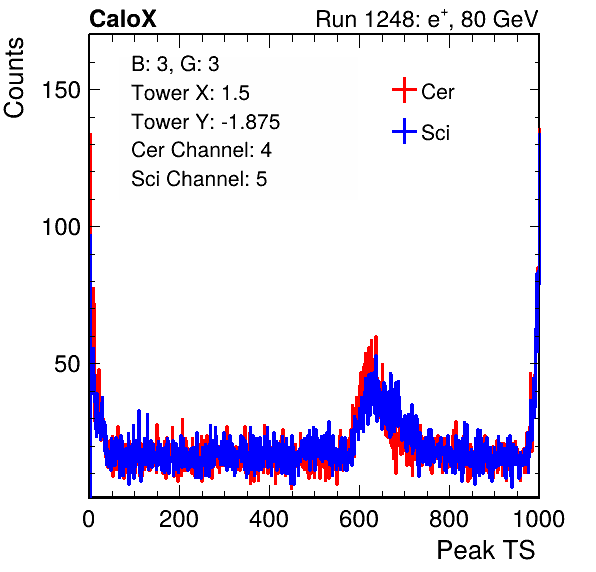 CaloX Run 1248: e⁺, 80 GeV
Counts
B: 3, G: 3
Tower X: 1.5
Tower Y: -1.875
Cer Channel: 4
Sci Channel: 5
Cer
Sci
150
100
50
0 200 400 600 800 1000
Peak TS